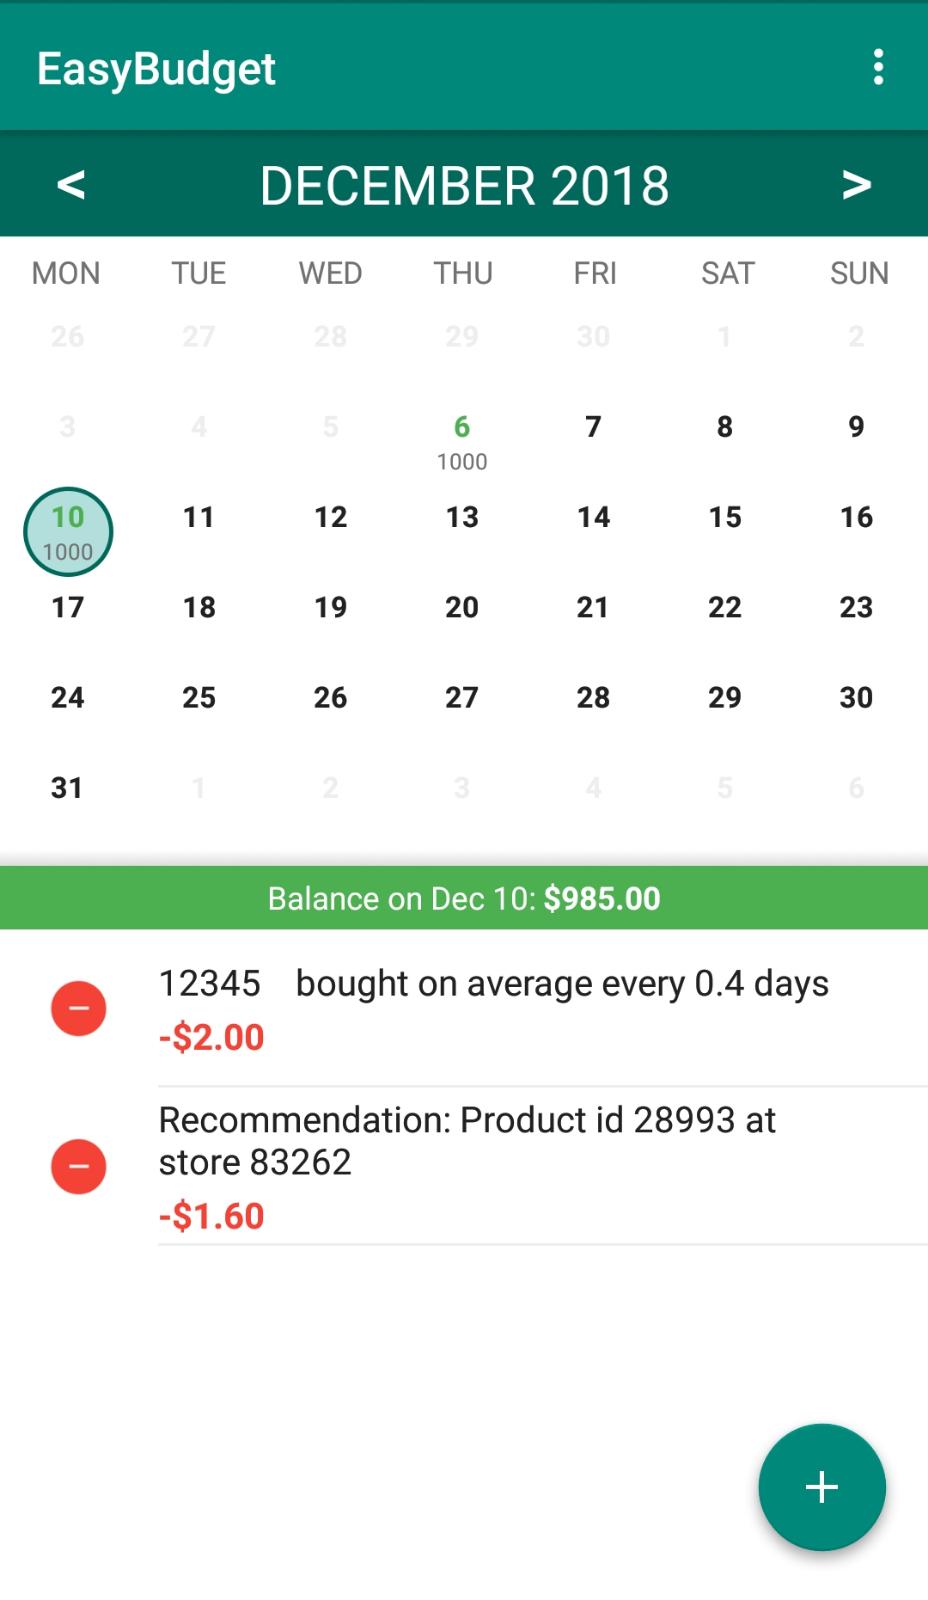 EasyBudget
< DECEMBER 2018 >
MON TUE WED THU FRI SAT SUN
26 27 28 29 30 1 2
3 4 5 6 7 8 9
1000
10 11 12 13 14 15 16
1000
17 18 19 20 21 22 23
24 25 26 27 28 29 30
31 1 2 3 4 5 6
Balance on Dec 10: $985.00
12345 bought on average every 0.4 days
-$2.00
Recommendation: Product id 28993 at
store 83262
-$1.60